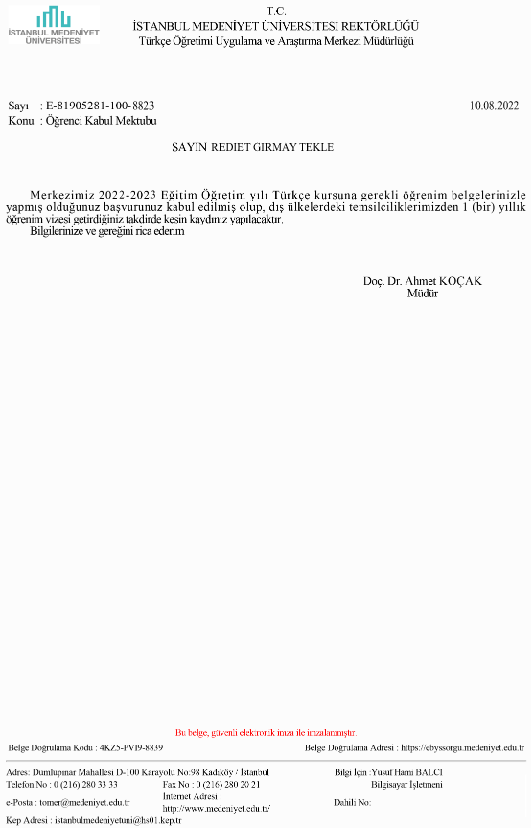 İSTANBUL MEDENİYET
ÜNİVERSİTESİ
T.C.
İSTANBUL MEDENİYET ÜNİVERSİTESİ REKTÖRLÜĞÜ
Türkçe Öğretimi Uygulama ve Araştırma Merkezi Müdürlüğü
Sayı : E-81905281-100-8823 10.08.2022
Konu : Öğrenci Kabul Mektubu
SAYIN REDIET GIRMAY TEKLE
Merkezimiz 2022-2023 Eğitim Öğretim yılı Türkçe kursuna gerekli öğrenim belgelerinizle
yapmış olduğunuz başvurunuz kabul edilmiş olup, dış ülkelerdeki temsilciliklerimizden 1 (bir) yıllık
öğrenim vizesi getirdiğiniz takdirde kesin kaydınız yapılacaktır.
Bilgilerinize ve gereğini rica ederim
Doç. Dr. Ahmet KOÇAK
Müdür
Bu belge, güvenli elektronik imza ile imzalanmıştır.
Belge Doğrulama Kodu : 4KZ5-PVF9-8839 Belge Doğrulama Adresi : https://ebyssorgu.medeniyet.edu.tr
Adres: Dumlupınar Mahallesi D-100 Karayolu No:98 Kadıköy / İstanbul Bilgi İçin :Yusuf Hami BALCI
Telefon No : 0 (216) 280 33 33 Fax No : 0 (216) 280 20 21 Bilgisayar İşletmeni
e-Posta : tomer@medeniyet.edu.tr İnternet Adresi
http://www.medeniyet.edu.tr/ Dahili No:
Kep Adresi : istanbulmedeniyetuni@hs01.kep.tr